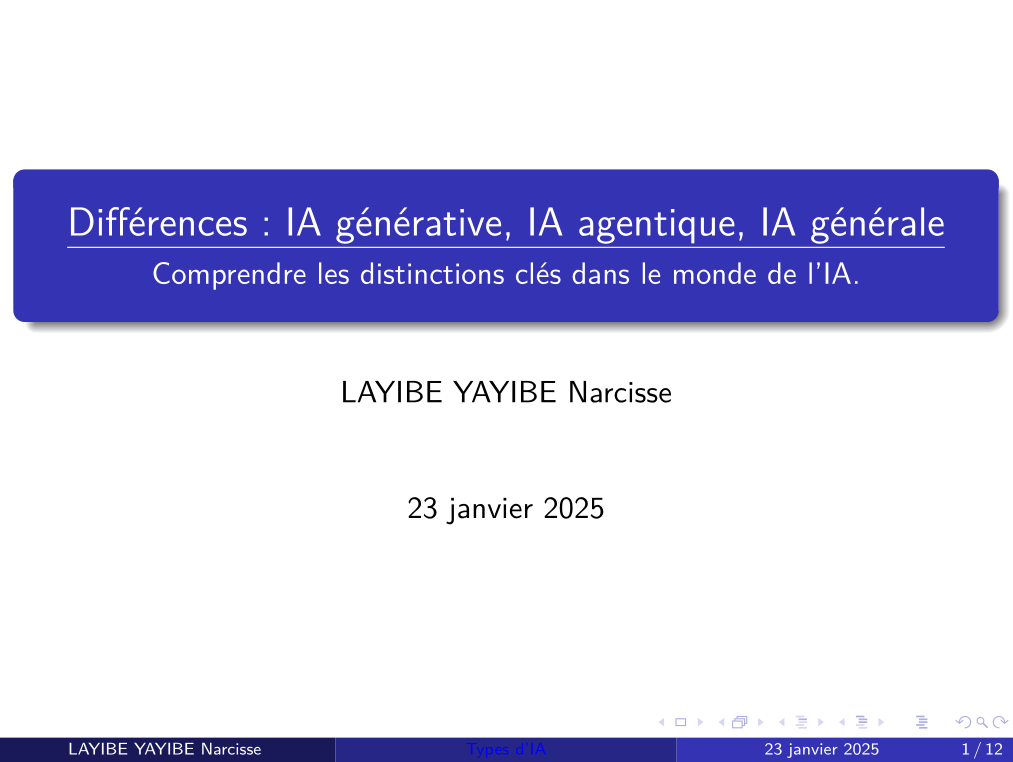 Différences : IA générative, IA agentique, IA générale
Comprendre les distinctions clés dans le monde de l'IA.
LAYIBE YAYIBE Narcisse
23 janvier 2025
LAYIBE YAYIBE Narcisse Types d'IA 23 janvier 2025 1 / 12